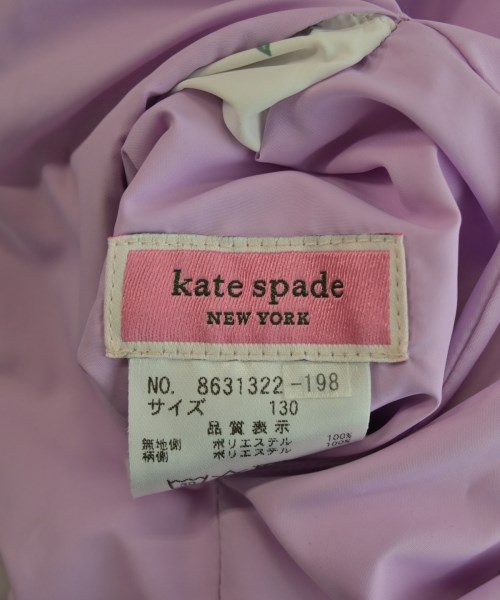 kate spade
NEW YORK
NO. 8631322-198
サイズ 130
品質表示
無地側 ポリエステル 100%
柄側 ポリエステル 100%